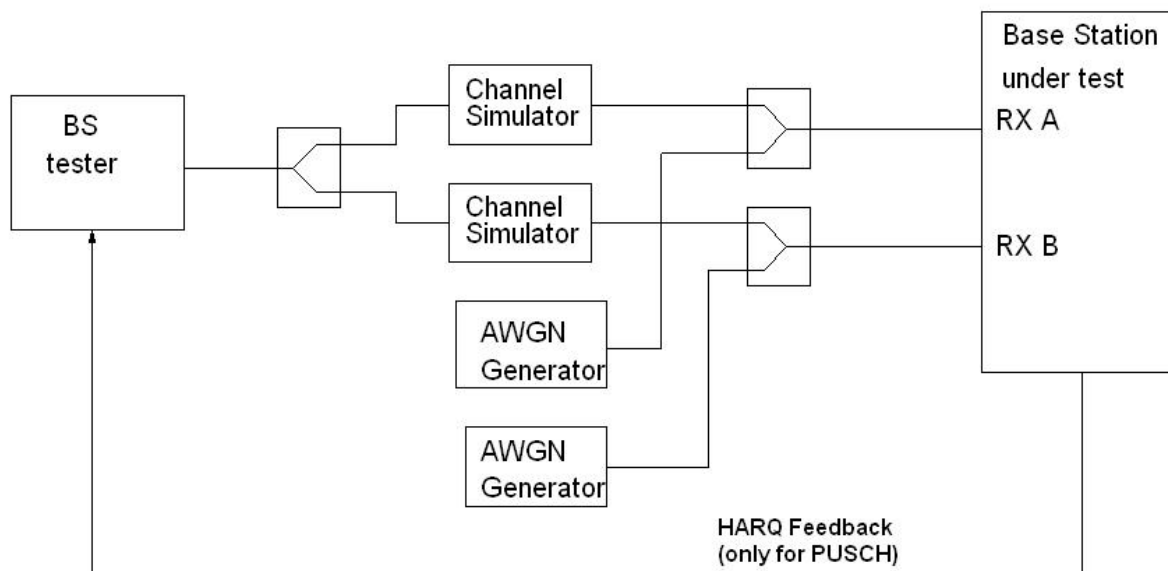 BS
tester
Channel
Simulator
Channel
Simulator
AWGN
Generator
AWGN
Generator
Base Station
under test
RX A
RX B
HARQ Feedback
(only for PUSCH)